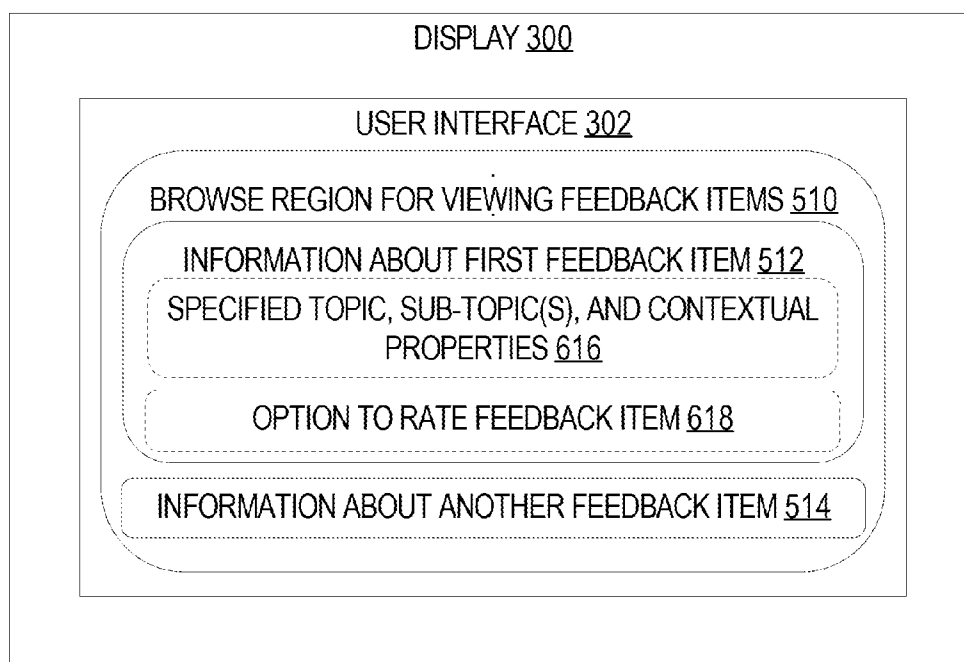 DISPLAY 300
USER INTERFACE 302
BROWSE REGION FOR VIEWING FEEDBACK ITEMS 510
INFORMATION ABOUT FIRST FEEDBACK ITEM 512
SPECIFIED TOPIC, SUB-TOPIC(S), AND CONTEXTUAL
PROPERTIES 616
OPTION TO RATE FEEDBACK ITEM 618
INFORMATION ABOUT ANOTHER FEEDBACK ITEM 514